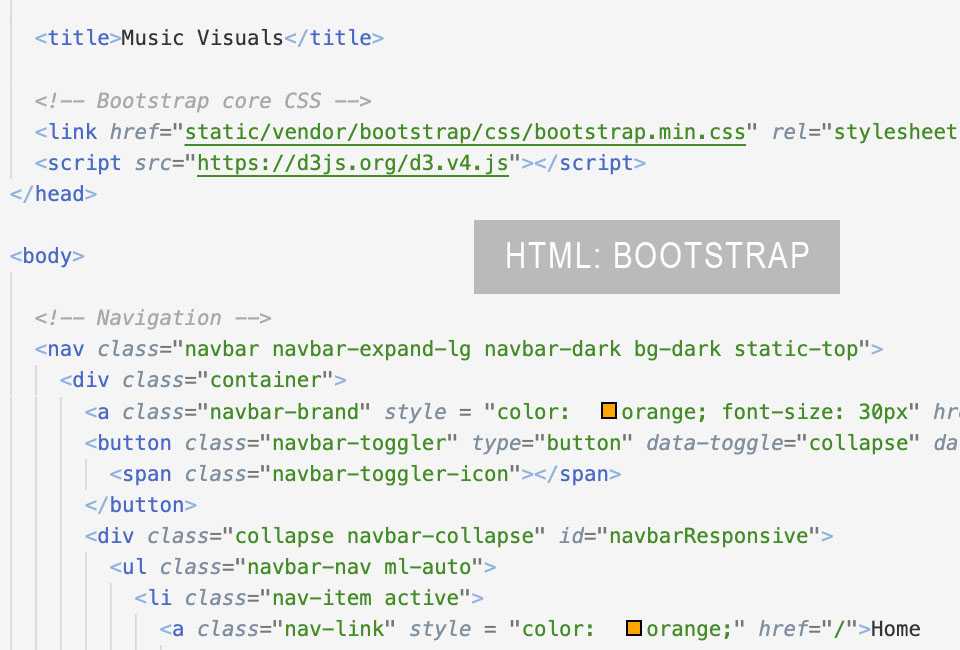 <title>Music Visuals</title>
<!-- Bootstrap core CSS -->
<link href="static/vendor/bootstrap/css/bootstrap.min.css" rel="stylesheet
<script src="https://d3js.org/d3.v4.js"></script>
</head>
HTML: BOOTSTRAP
<body>
<!-- Navigation -->
<nav class="navbar navbar-expand-lg navbar-dark bg-dark static-top">
<div class="container">
<a class="navbar-brand" style = "color: orange; font-size: 30px" hre
<button class="navbar-toggler" type="button" data-toggle="collapse" da
<span class="navbar-toggler-icon"></span>
</button>
<div class="collapse navbar-collapse" id="navbarResponsive">
<ul class="navbar-nav ml-auto">
<li class="nav-item active">
<a class="nav-link" style = "color: orange;" href="/">Home